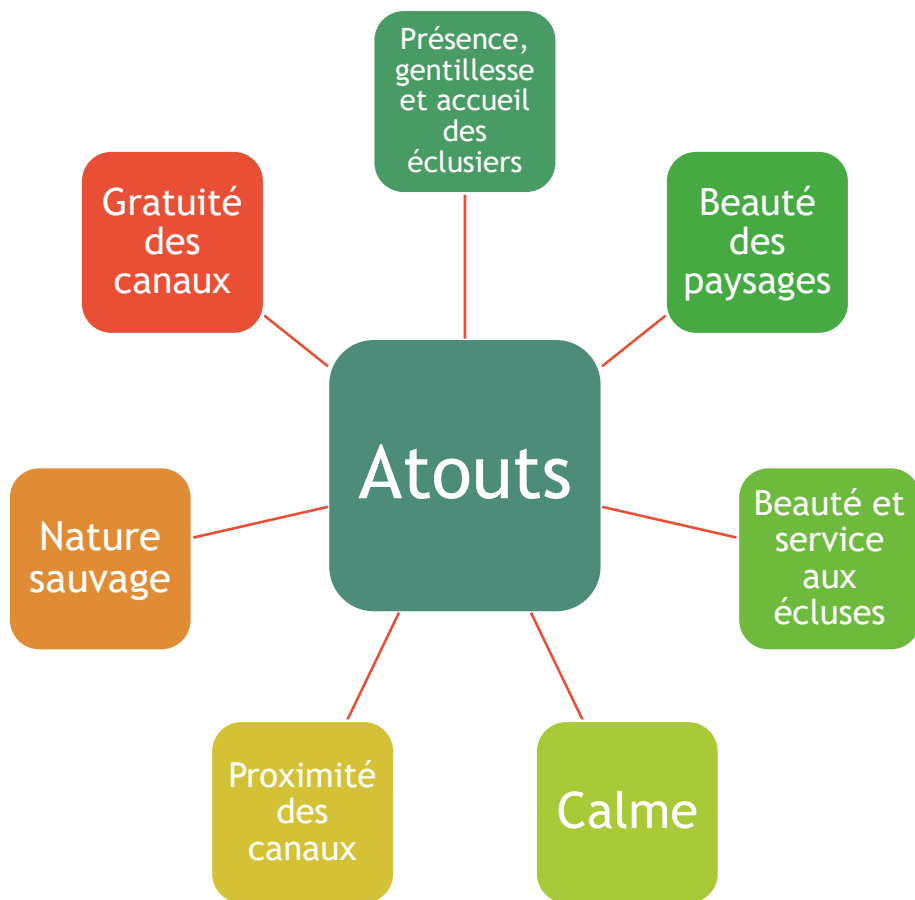 Présence,
gentillesse
et accueil
des
éclusiers
Gratuité
des
canaux
Beauté
des
paysages
Atouts
Nature
sauvage
Beauté et
service
aux
écluses
Proximité
des
canaux
Calme